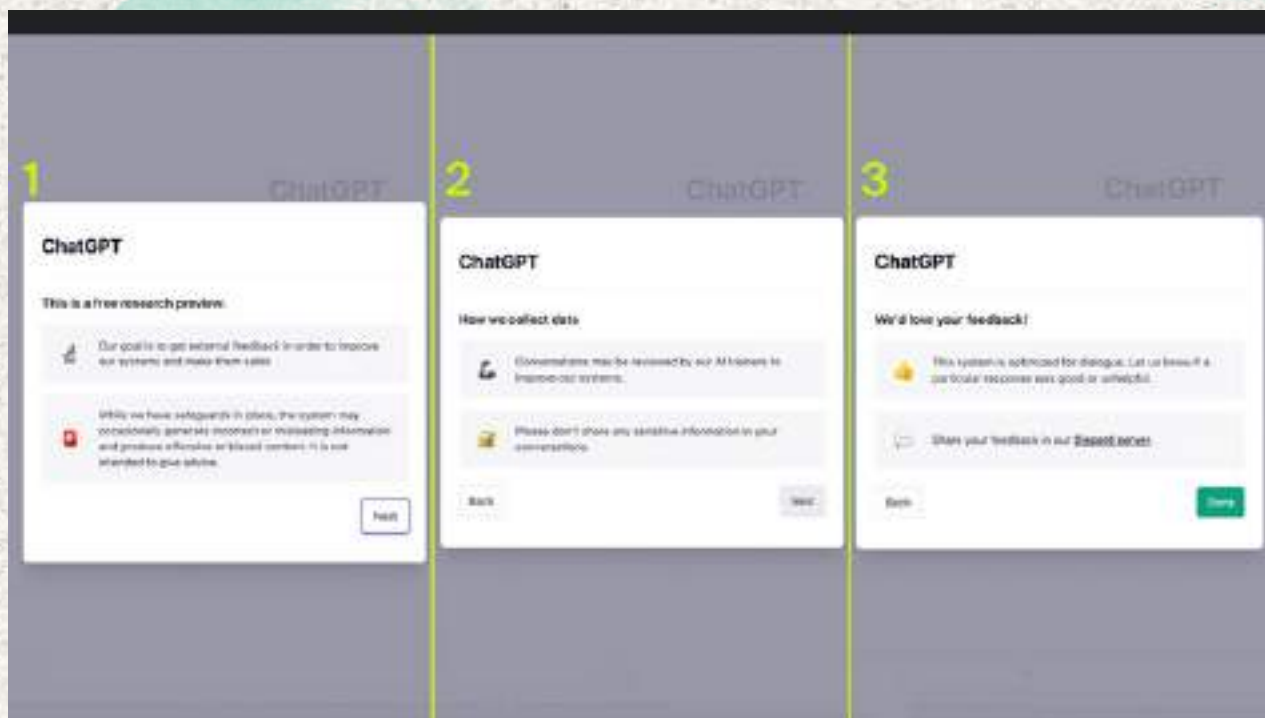 1
ChatGPT
ChatGPT
This is a free research preview.
Our goal is to get external feedback in order to improve
our systems and make them safer.
While we have safeguards in place, the system may
occasionally generate incorrect or misleading information
and produce offensive or biased content. It is not
intended to give advice.
Next
2
ChatGPT
ChatGPT
How we collect data
Conversations may be reviewed by our AI trainers to
improve our systems.
Please don't share any sensitive information in your
conversations.
Back
Next
3
ChatGPT
ChatGPT
We'd love your feedback!
This system is optimized for dialogue. Let us know if a
particular response was good or unhelpful.
Share your feedback in our Discord server.
Back
Done